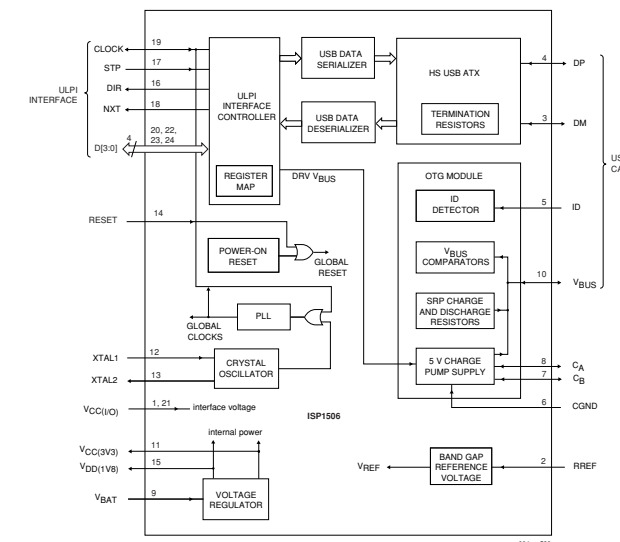 CLOCK
19
STP
17
DIR
16
NXT
18
ULPI
INTERFACE
D[3:0]
4
20, 22,
23, 24
ULPI
INTERFACE
CONTROLLER
REGISTER
MAP
USB DATA
SERIALIZER
USB DATA
DESERIALIZER
HS USB ATX
TERMINATION
RESISTORS
4
DP
3
DM
DRV VBUS
OTG MODULE
ID
DETECTOR
5
ID
VBUS
COMPARATORS
10
VBUS
SRP CHARGE
AND DISCHARGE
RESISTORS
5 V CHARGE
PUMP SUPPLY
8
CA
7
CB
6
CGND
RESET
14
POWER-ON
RESET
GLOBAL
RESET
PLL
GLOBAL
CLOCKS
XTAL1
12
XTAL2
13
CRYSTAL
OSCILLATOR
VCC(I/O)
1, 21
interface voltage
ISP1506
internal power
VCC(3V3)
11
VDD(1V8)
15
VBAT
9
VOLTAGE
REGULATOR
VREF
BAND GAP
REFERENCE
VOLTAGE
2
RREF